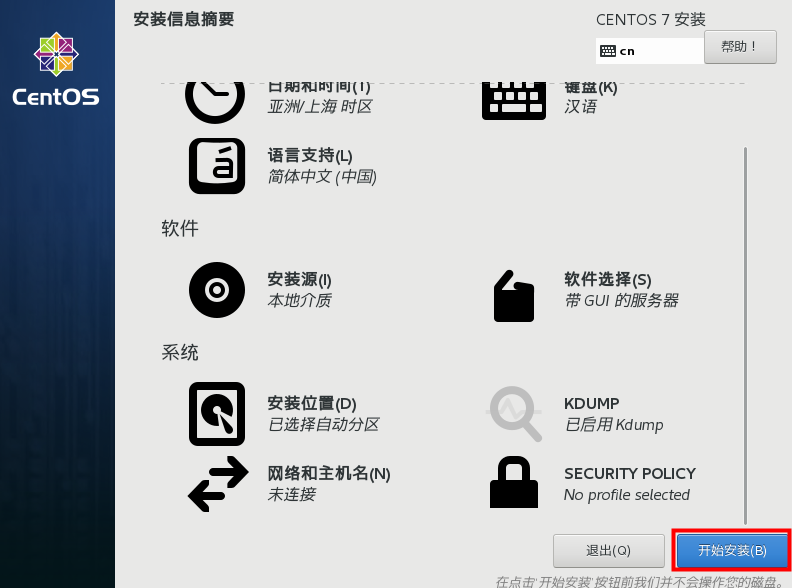 安装信息摘要
CENTOS 7 安装
cn
帮助！
CentOS
日期和时间(T)
亚洲/上海 时区
键盘(K)
汉语
语言支持(L)
简体中文 (中国)
软件
安装源(I)
本地介质
软件选择(S)
带 GUI 的服务器
系统
安装位置(D)
已选择自动分区
KDUMP
已启用 Kdump
网络和主机名(N)
未连接
SECURITY POLICY
No profile selected
退出(Q)
开始安装(B)
在点击'开始安装'按钮前我们并不会操作您的磁盘。